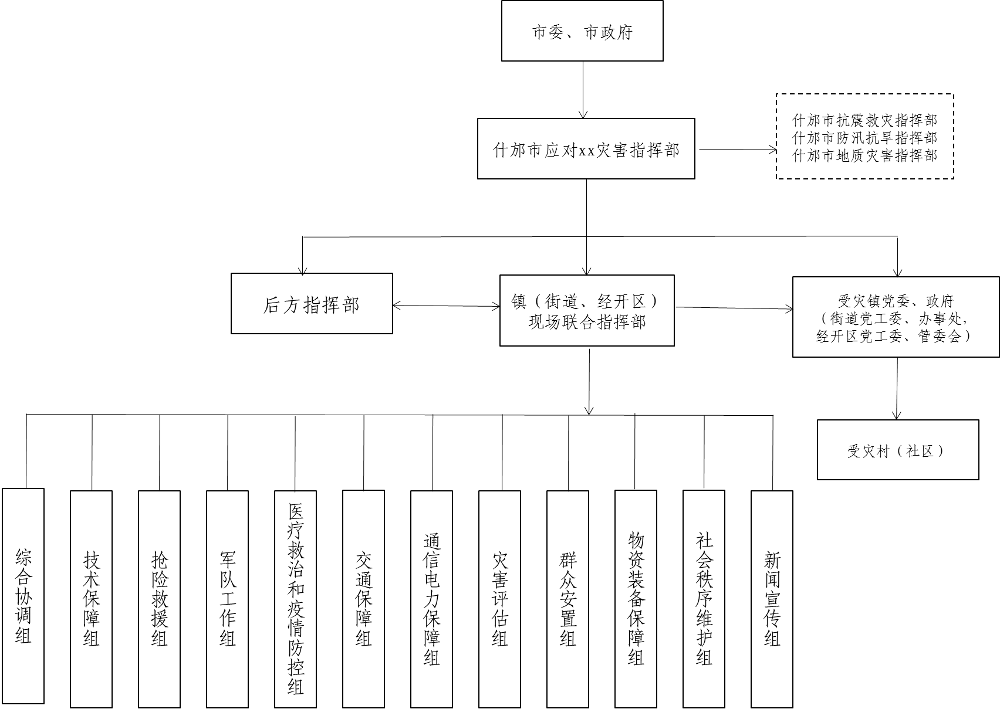 市委、市政府
什邡市应对xx灾害指挥部
什邡市抗震救灾指挥部
什邡市防汛抗旱指挥部
什邡市地质灾害指挥部
后方指挥部
镇（街道、经开区）
现场联合指挥部
受灾镇党委、政府
（街道党工委、办事处，
经开区党工委、管委会）
受灾村（社区）
综合协调组
技术保障组
抢险救援组
军队工作组
医疗救治和疫情防控组
交通保障组
通信电力保障组
灾害评估组
群众安置组
物资装备保障组
社会秩序维护组
新闻宣传组